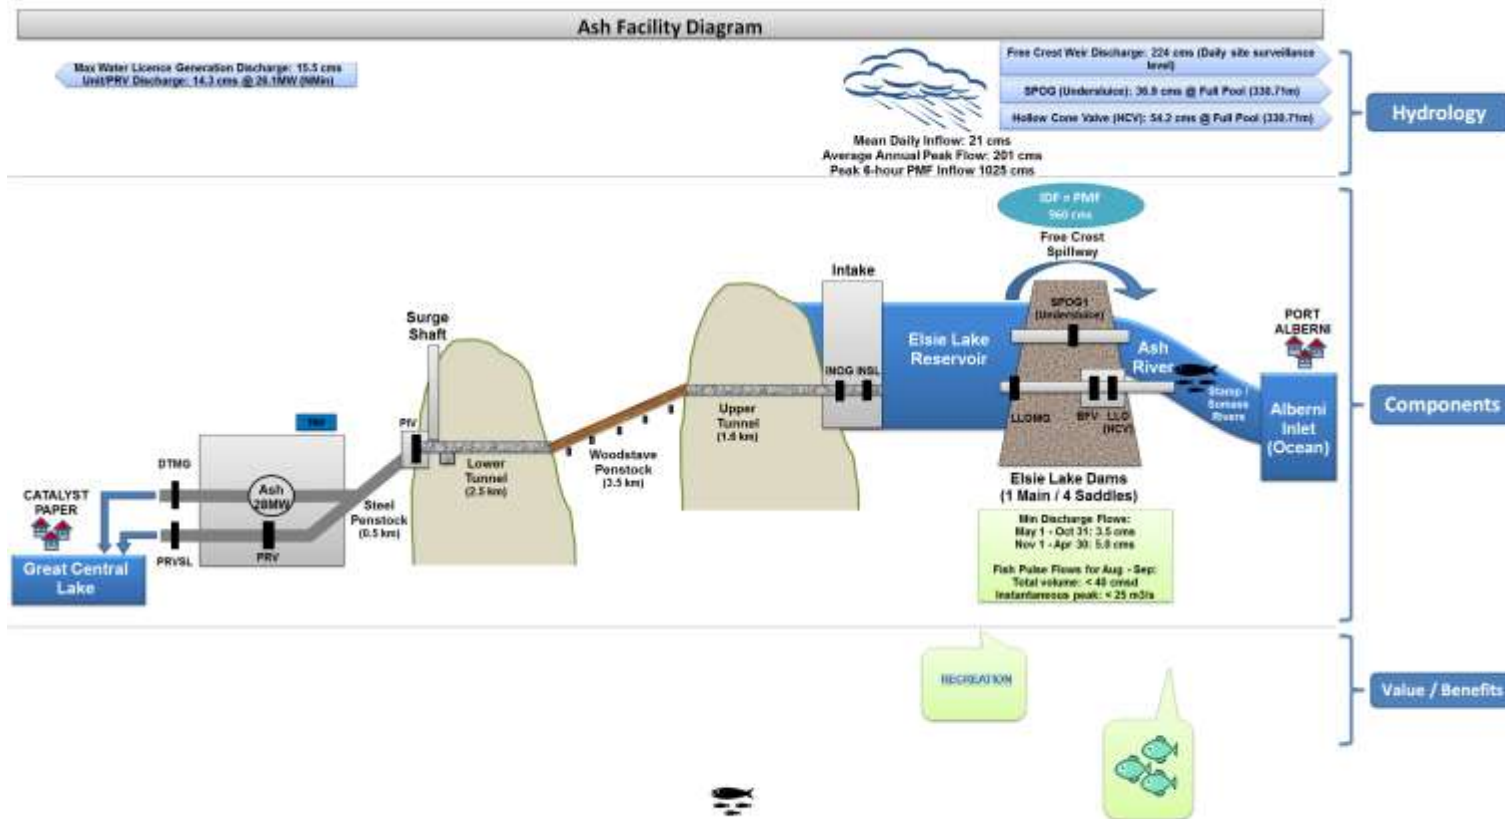 Ash Facility Diagram
Max Water Licence Generation Discharge: 15.5 cms
Unit/PRV Discharge: 14.3 cms @ 26.1MW (NMin)
Free Crest Weir Discharge: 224 cms (Daily site surveillance
level)
SPOG (Undersluice): 36.9 cms @ Full Pool (330.71m)
Hollow Cone Valve (HCV): 54.2 cms @ Full Pool (330.71m)
Hydrology
Mean Daily Inflow: 21 cms
Average Annual Peak Flow: 201 cms
Peak 6-hour PMF Inflow 1025 cms
IDF = PMF
960 cms
Free Crest
Spillway
Intake
SPOG1
(Undersluice)
PORT
ALBERNI
Surge
Shaft
Elsie Lake
Reservoir
Ash
River
INOG INSL
Stamp /
Somass
Rivers
Components
Alberni
Inlet
(Ocean)
Upper
Tunnel
(1.6 km)
LLOMG
BFV
LLO
(HCV)
PIV
DTMG
Lower
Tunnel
(2.5 km)
Woodstave
Penstock
(3.5 km)
Elsie Lake Dams
(1 Main / 4 Saddles)
CATALYST
PAPER
Ash
28MW
Steel
Penstock
(0.5 km)
PRVSL
PRV
Great Central
Lake
Min Discharge Flows:
May 1 - Oct 31: 3.5 cms
Nov 1 - Apr 30: 5.0 cms
Fish Pulse Flows for Aug - Sep:
Total volume: < 40 cmsd
Instantaneous peak: < 25 m3/s
RECREATION
Value / Benefits